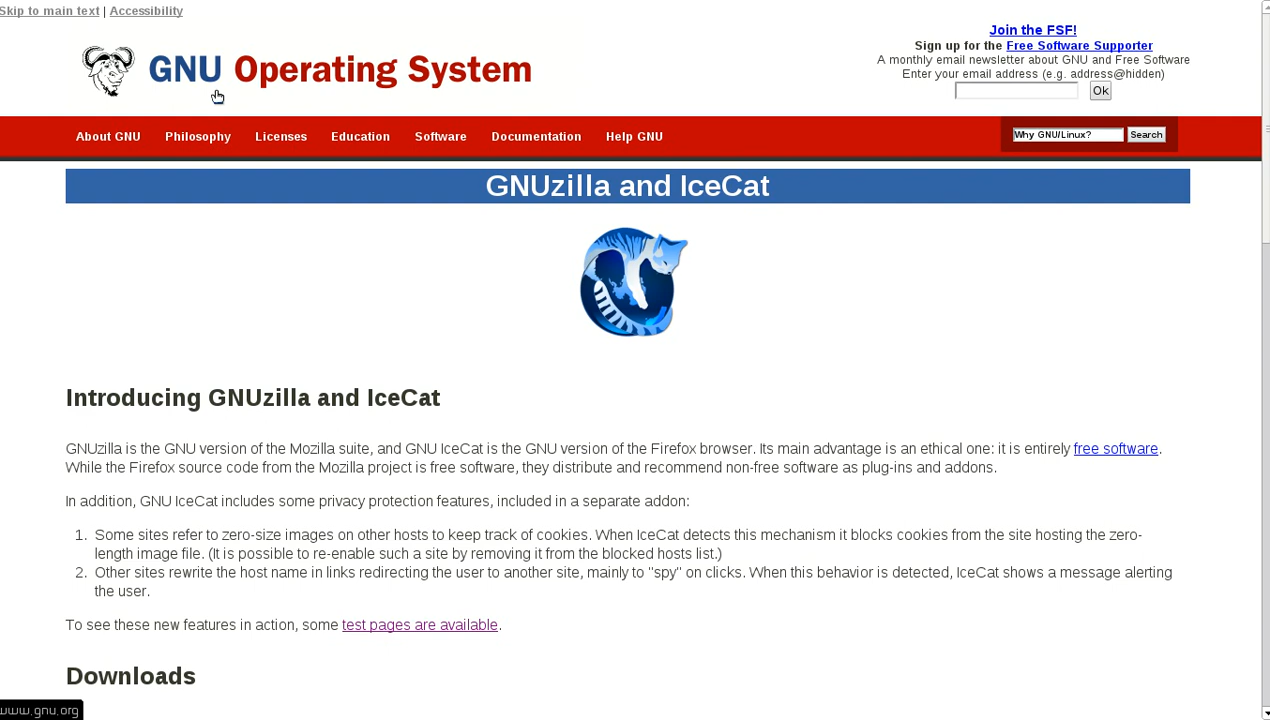 Skip to main text | Accessibility
Join the FSF!
Sign up for the Free Software Supporter
A monthly email newsletter about GNU and Free Software
Enter your email address (e.g. address@hidden)
Ok
GNU Operating System
About GNU Philosophy Licenses Education Software Documentation Help GNU
Why GNU/Linux? Search
GNUzilla and IceCat
Introducing GNUzilla and IceCat
GNUzilla is the GNU version of the Mozilla suite, and GNU IceCat is the GNU version of the Firefox browser. Its main advantage is an ethical one: it is entirely free software.
While the Firefox source code from the Mozilla project is free software, they distribute and recommend non-free software as plug-ins and addons.
In addition, GNU IceCat includes some privacy protection features, included in a separate addon:
1. Some sites refer to zero-size images on other hosts to keep track of cookies. When IceCat detects this mechanism it blocks cookies from the site hosting the zero-
length image file. (It is possible to re-enable such a site by removing it from the blocked hosts list.)
2. Other sites rewrite the host name in links redirecting the user to another site, mainly to "spy" on clicks. When this behavior is detected, IceCat shows a message alerting
the user.
To see these new features in action, some test pages are available.
Downloads
www.gnu.org